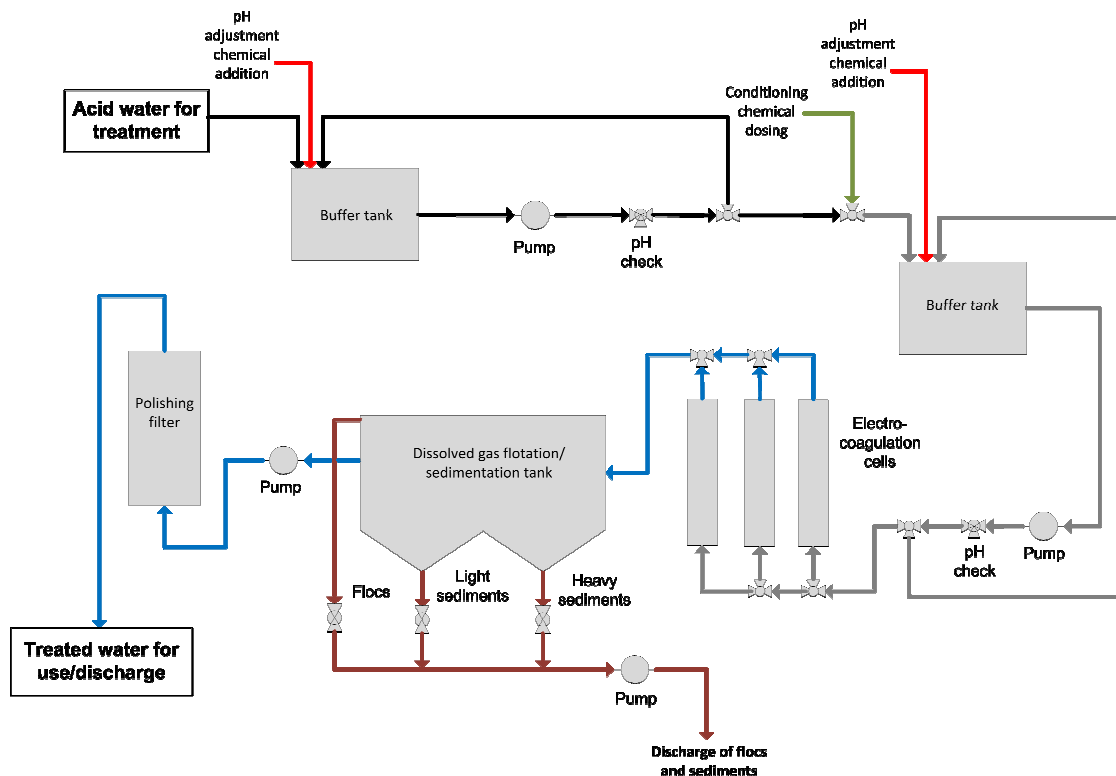 pH
adjustment
chemical
addition
pH
adjustment
chemical
addition
Acid water for
treatment
Conditioning
chemical
dosing
Buffer tank
Pump
pH
check
Buffer tank
Polishing
filter
Dissolved gas flotation/
sedimentation tank
Electro-
coagulation
cells
Pump
pH
check
Pump
Flocs
Light
sediments
Heavy
sediments
Treated water for
use/discharge
Pump
Discharge of flocs
and sediments